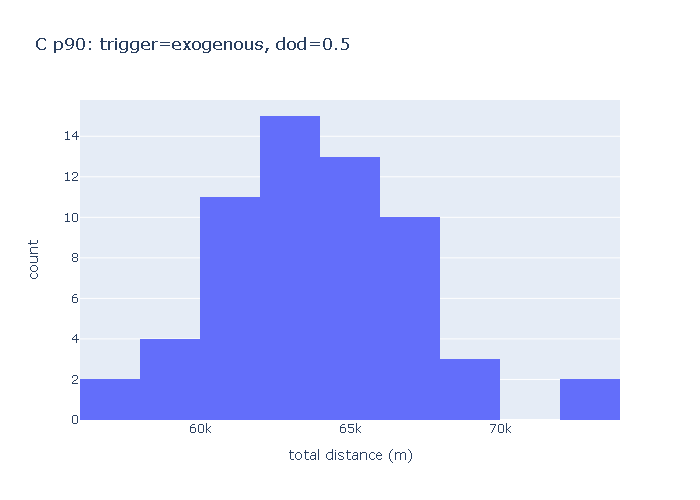 C p90: trigger=exogenous, dod=0.5
14
12
10
8
6
4
2
0
count
60k
65k
70k
total distance (m)